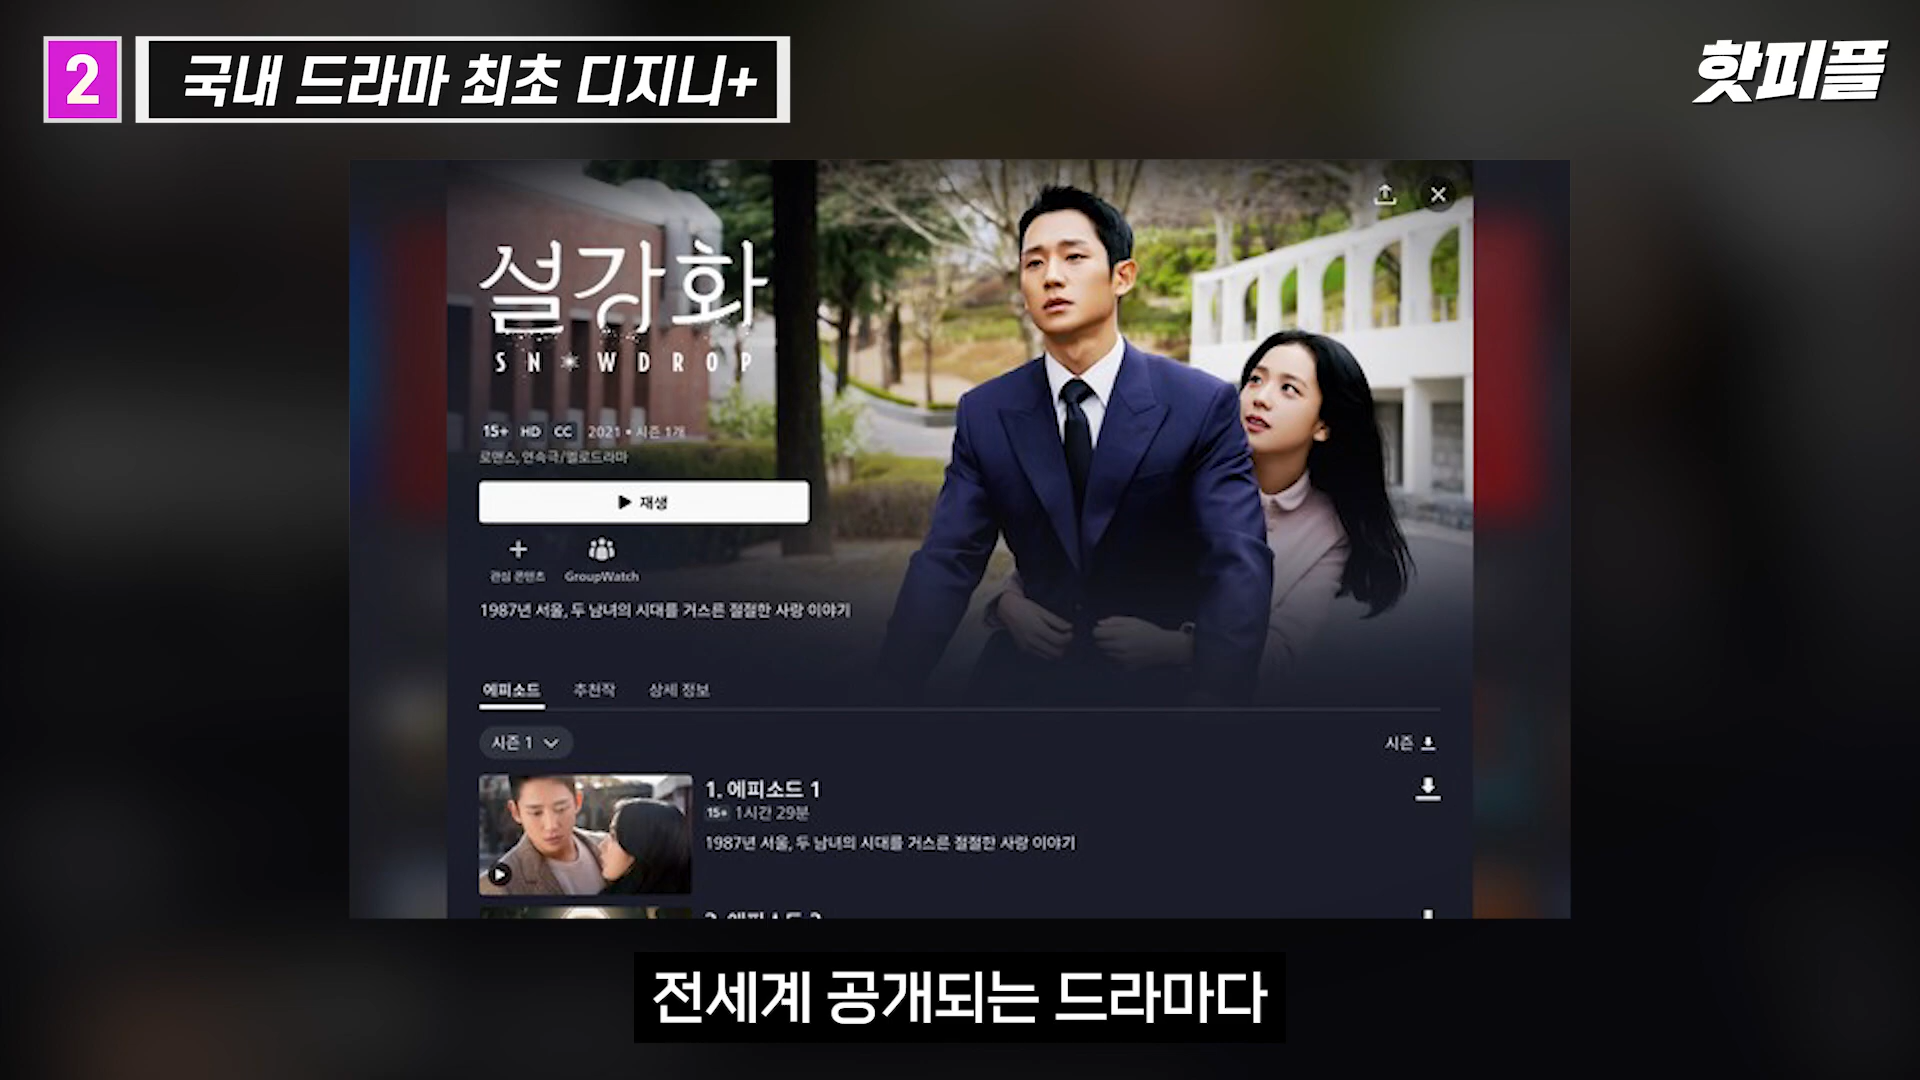 2 국내 드라마 최초 디지니+
핫피플
설강화
SNOWDROP
15+ HD CC 2021 • 시즌 1개
로맨스, 연속극/멜로드라마
재생
관심 콘텐츠 GroupWatch
1987년 서울, 두 남녀의 시대를 거스른 절절한 사랑 이야기
에피소드 추천작 상세 정보
시즌 1
시즌
1. 에피소드 1
15+ 1시간 29분
1987년 서울, 두 남녀의 시대를 거스른 절절한 사랑 이야기
전세계 공개되는 드라마다